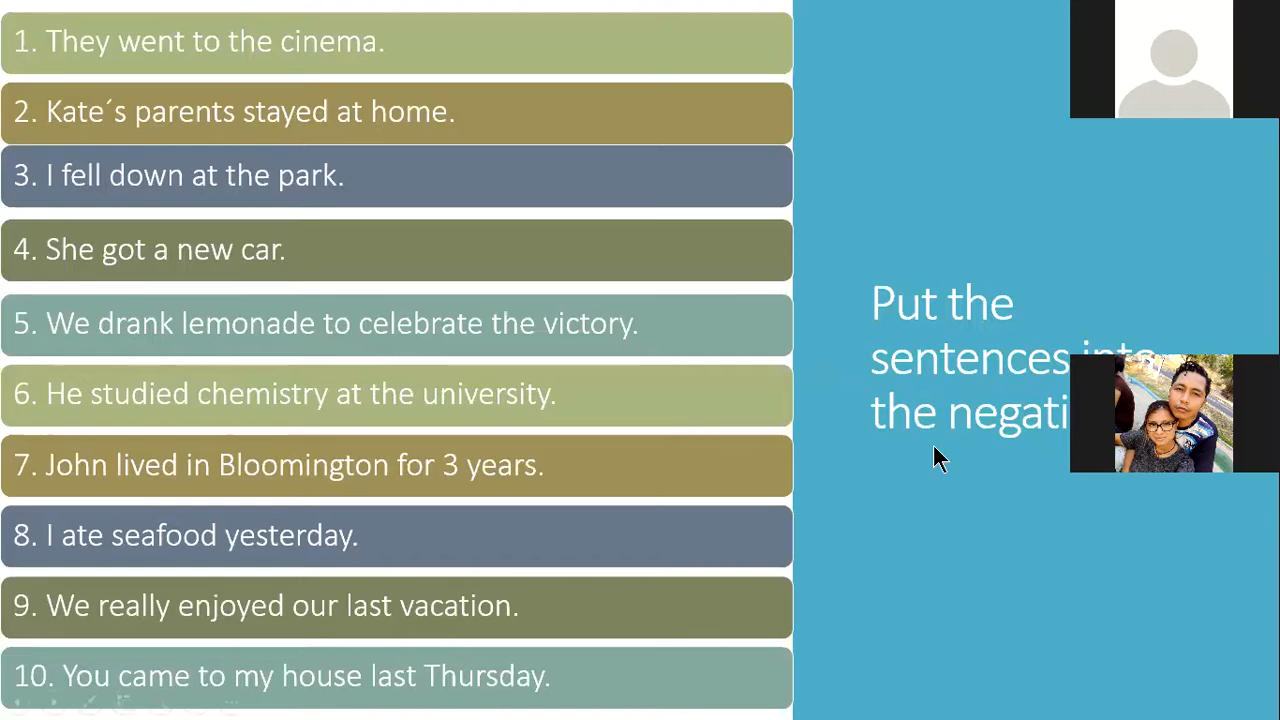 1. They went to the cinema.
2. Kate´s parents stayed at home.
3. I fell down at the park.
4. She got a new car.
5. We drank lemonade to celebrate the victory.
6. He studied chemistry at the university.
7. John lived in Bloomington for 3 years.
8. I ate seafood yesterday.
9. We really enjoyed our last vacation.
10. You came to my house last Thursday.
Put the
sentences into
the negati